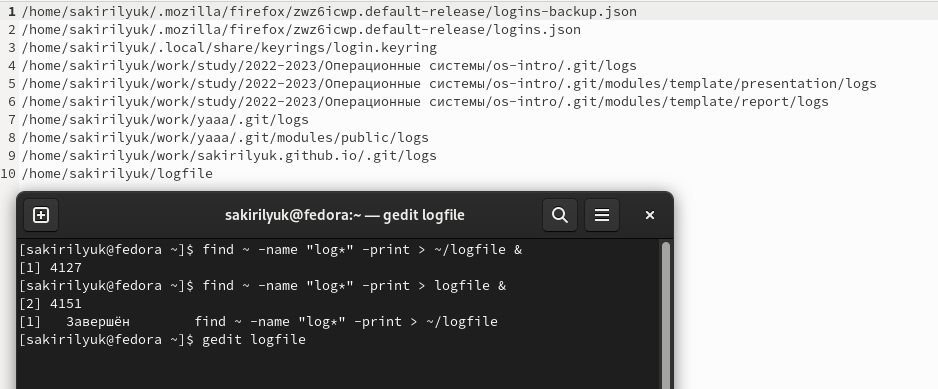 1 /home/sakirilyuk/.mozilla/firefox/zwz6icwp.default-release/logins-backup.json
2 /home/sakirilyuk/.mozilla/firefox/zwz6icwp.default-release/logins.json
3 /home/sakirilyuk/.local/share/keyrings/login.keyring
4 /home/sakirilyuk/work/study/2022-2023/Операционные системы/os-intro/.git/logs
5 /home/sakirilyuk/work/study/2022-2023/Операционные системы/os-intro/.git/modules/template/presentation/logs
6 /home/sakirilyuk/work/study/2022-2023/Операционные системы/os-intro/.git/modules/template/report/logs
7 /home/sakirilyuk/work/yaaa/.git/logs
8 /home/sakirilyuk/work/yaaa/.git/modules/public/logs
9 /home/sakirilyuk/work/sakirilyuk.github.io/.git/logs
10 /home/sakirilyuk/logfile
sakirilyuk@fedora:~ — gedit logfile
[sakirilyuk@fedora ~]$ find ~ -name "log*" -print > ~/logfile &
[1] 4127
[sakirilyuk@fedora ~]$ find ~ -name "log*" -print > logfile &
[2] 4151
[1]   Завершён        find ~ -name "log*" -print > ~/logfile
[sakirilyuk@fedora ~]$ gedit logfile